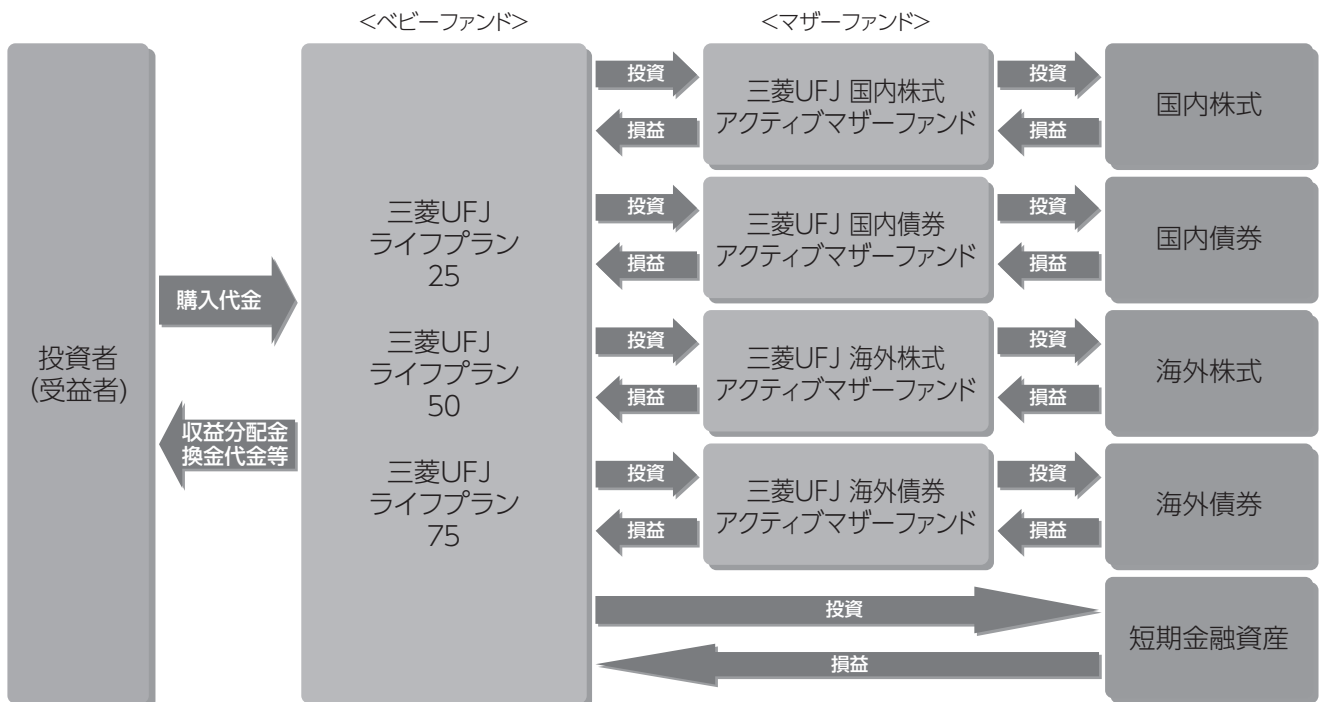 <ベビーファンド>
<マザーファンド>
投資者
(受益者)
購入代金
収益分配金
換金代金等
三菱UFJ
ライフプラン
25
三菱UFJ
ライフプラン
50
三菱UFJ
ライフプラン
75
投資
損益
三菱UFJ 国内株式
アクティブマザーファンド
投資
損益
国内株式
投資
損益
三菱UFJ 国内債券
アクティブマザーファンド
投資
損益
国内債券
投資
損益
三菱UFJ 海外株式
アクティブマザーファンド
投資
損益
海外株式
投資
損益
三菱UFJ 海外債券
アクティブマザーファンド
投資
損益
海外債券
投資
損益
短期金融資産